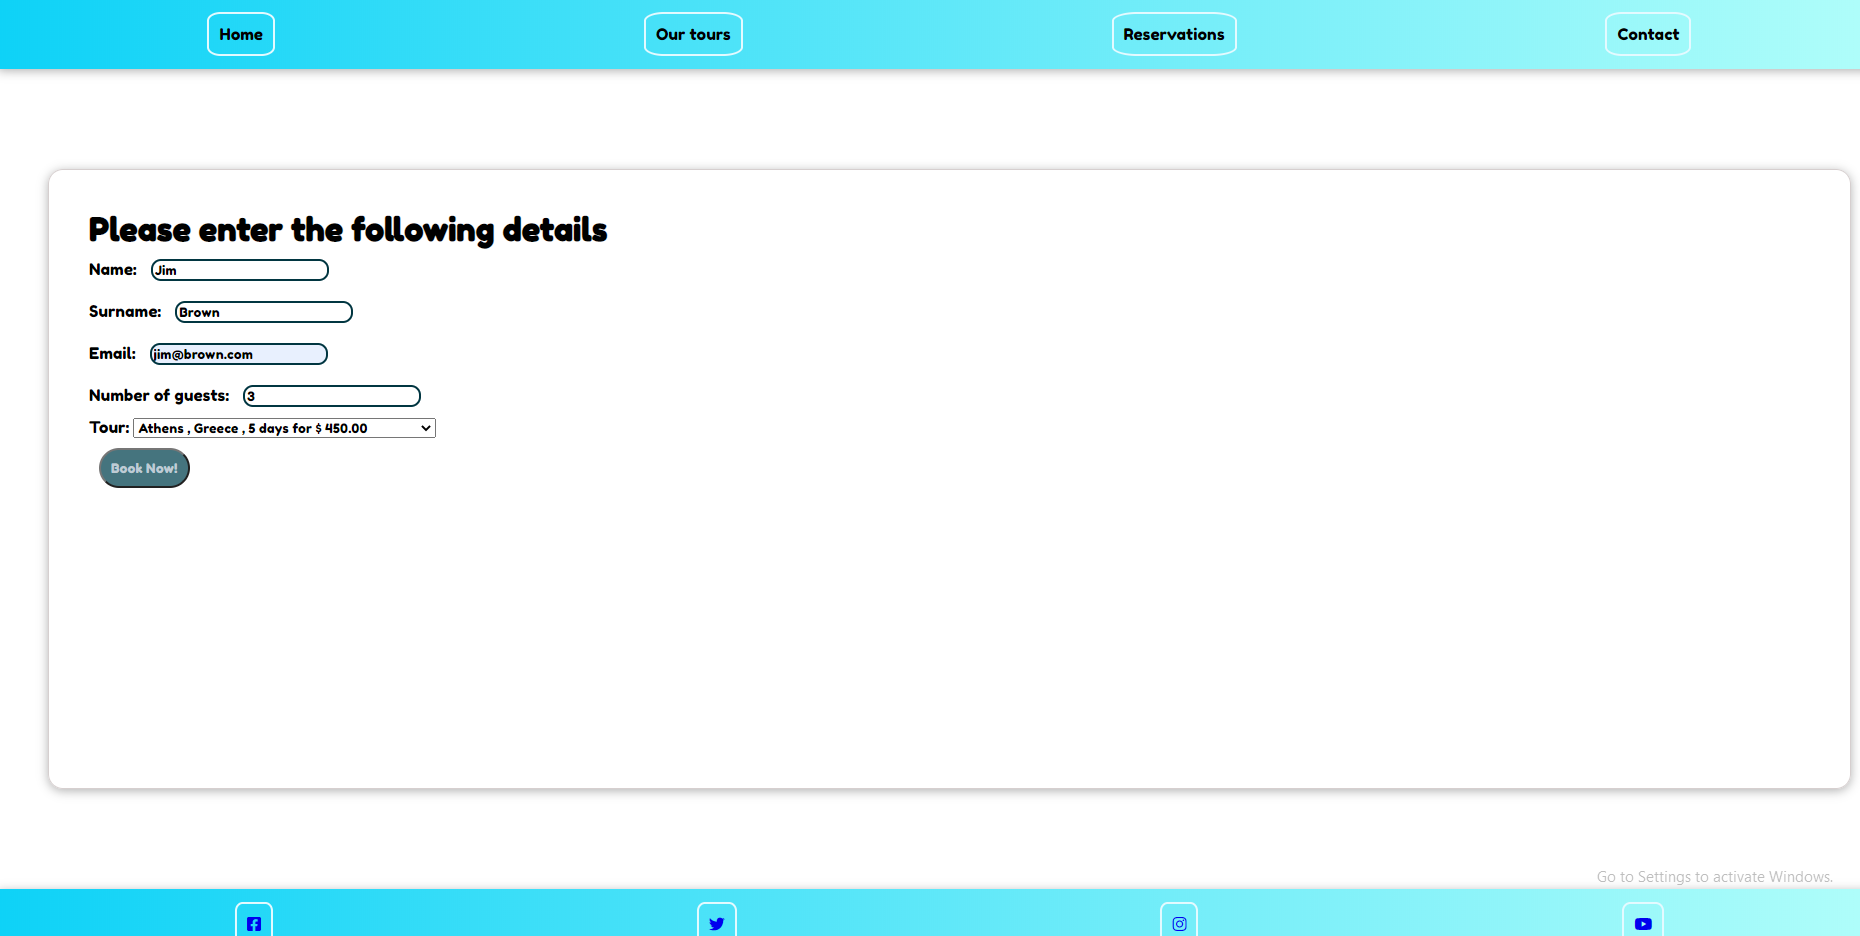 Home Our tours Reservations Contact
Please enter the following details
Name: Jim
Surname: Brown
Email: jim@brown.com
Number of guests: 3
Tour: Athens , Greece , 5 days for $ 450.00
Book Now!
Go to Settings to activate Windows.